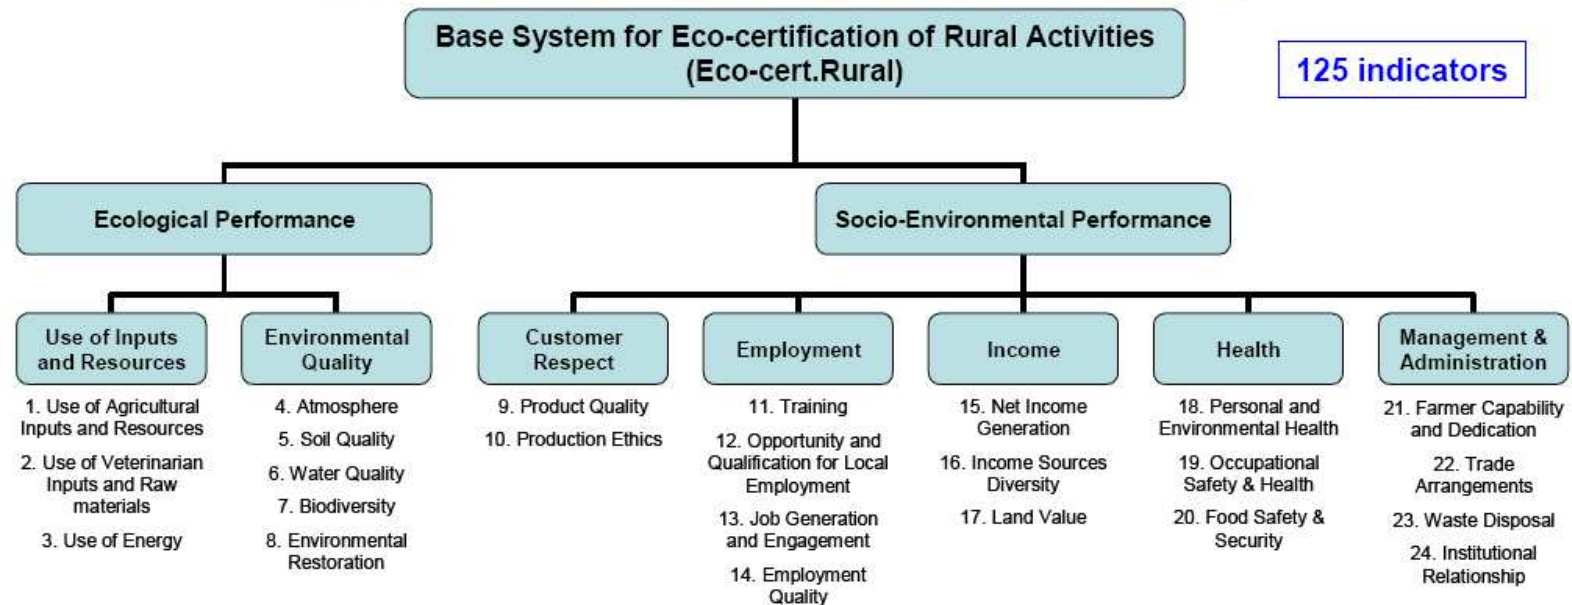 Base System for Eco-certification of Rural Activities
(Eco-cert.Rural)
125 indicators
Ecological Performance
Socio-Environmental Performance
Use of Inputs
and Resources
Environmental
Quality
Customer
Respect
Employment
Income
Health
Management &
Administration
1. Use of Agricultural
Inputs and Resources
2. Use of Veterinarian
Inputs and Raw
materials
3. Use of Energy
4. Atmosphere
5. Soil Quality
6. Water Quality
7. Biodiversity
8. Environmental
Restoration
9. Product Quality
10. Production Ethics
11. Training
12. Opportunity and
Qualification for Local
Employment
13. Job Generation
and Engagement
14. Employment
Quality
15. Net Income
Generation
16. Income Sources
Diversity
17. Land Value
18. Personal and
Environmental Health
19. Occupational
Safety & Health
20. Food Safety &
Security
21. Farmer Capability
and Dedication
22. Trade
Arrangements
23. Waste Disposal
24. Institutional
Relationship